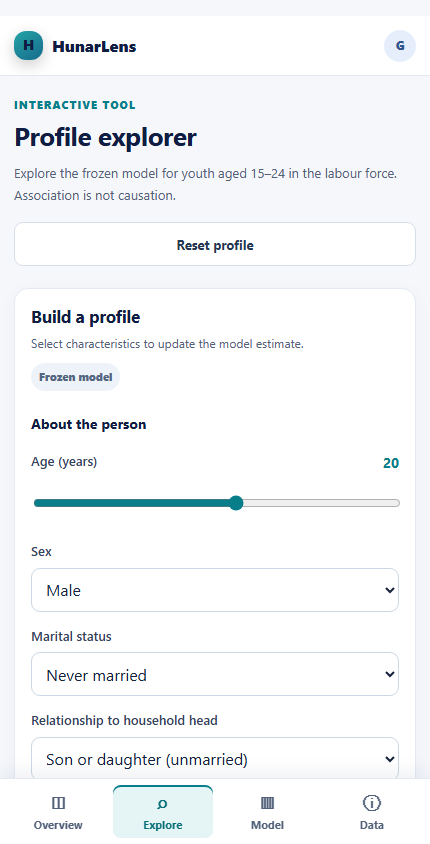 H HunarLens G
INTERACTIVE TOOL
Profile explorer
Explore the frozen model for youth aged 15–24 in the labour force.
Association is not causation.
Reset profile
Build a profile
Select characteristics to update the model estimate.
Frozen model
About the person
Age (years) 20
Sex
Male
Marital status
Never married
Relationship to household head
Son or daughter (unmarried)
Overview Explore Model Data